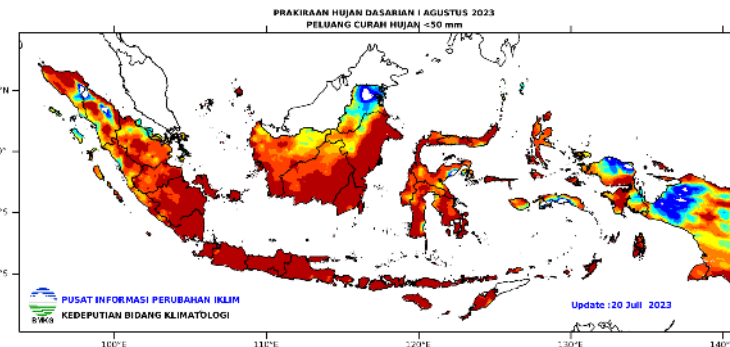 PRAKIRAAN HUJAN DASARIAN I AGUSTUS 2023
PELUANG CURAH HUJAN <50 mm
°N
0°
°S
°S
PUSAT INFORMASI PERUBAHAN IKLIM
KEDEPUTIAN BIDANG KLIMATOLOGI
BMKG
Update :20 Juli 2023
100°E 110°E 120°E 130°E 140°